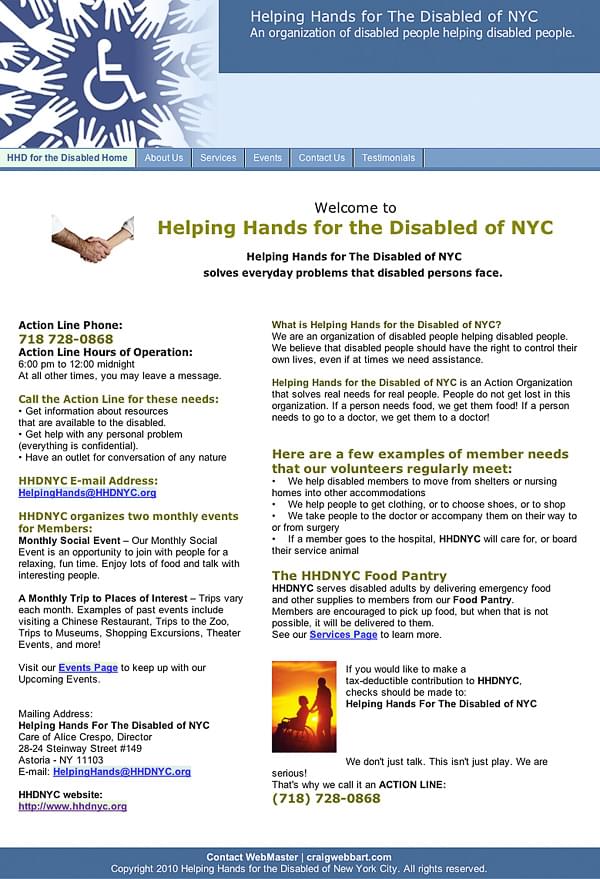 Helping Hands for The Disabled of NYC
An organization of disabled people helping disabled people.
HHD for the Disabled Home
About Us
Services
Events
Contact Us
Testimonials
Welcome to
Helping Hands for the Disabled of NYC
Helping Hands for The Disabled of NYC
solves everyday problems that disabled persons face.
Action Line Phone:
718 728-0868
Action Line Hours of Operation:
6:00 pm to 12:00 midnight
At all other times, you may leave a message.
Call the Action Line for these needs:
• Get information about resources
that are available to the disabled.
• Get help with any personal problem
(everything is confidential).
• Have an outlet for conversation of any nature
HHDNYC E-mail Address:
HelpingHands@HHDNYC.org
HHDNYC organizes two monthly events
for Members:
Monthly Social Event – Our Monthly Social
Event is an opportunity to join with people for a
relaxing, fun time. Enjoy lots of food and talk with
interesting people.
A Monthly Trip to Places of Interest – Trips vary
each month. Examples of past events include
visiting a Chinese Restaurant, Trips to the Zoo,
Trips to Museums, Shopping Excursions, Theater
Events, and more!
Visit our Events Page to keep up with our
Upcoming Events.
Mailing Address:
Helping Hands For The Disabled of NYC
Care of Alice Crespo, Director
28-24 Steinway Street #149
Astoria - NY 11103
E-mail: HelpingHands@HHDNYC.org
HHDNYC website:
http://www.hhdnyc.org
What is Helping Hands for the Disabled of NYC?
We are an organization of disabled people helping disabled people.
We believe that disabled people should have the right to control their
own lives, even if at times we need assistance.
Helping Hands for the Disabled of NYC is an Action Organization
that solves real needs for real people. People do not get lost in this
organization. If a person needs food, we get them food! If a person
needs to go to a doctor, we get them to a doctor!
Here are a few examples of member needs
that our volunteers regularly meet:
• We help disabled members to move from shelters or nursing
homes into other accommodations
• We help people to get clothing, or to choose shoes, or to shop
• We take people to the doctor or accompany them on their way to
or from surgery
• If a member goes to the hospital, HHDNYC will care for, or board
their service animal
The HHDNYC Food Pantry
HHDNYC serves disabled adults by delivering emergency food
and other supplies to members from our Food Pantry.
Members are encouraged to pick up food, but when that is not
possible, it will be delivered to them.
See our Services Page to learn more.
If you would like to make a
tax-deductible contribution to HHDNYC,
checks should be made to:
Helping Hands For The Disabled of NYC
We don't just talk. This isn't just play. We are
serious!
That's why we call it an ACTION LINE:
(718) 728-0868
Contact WebMaster | craigwebbart.com
Copyright 2010 Helping Hands for the Disabled of New York City. All rights reserved.